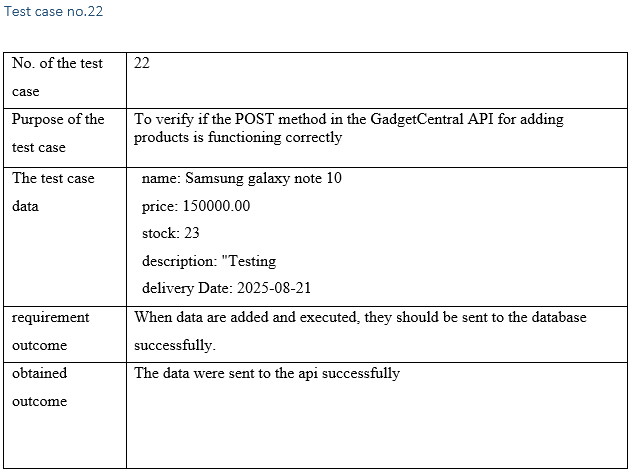 Test case no.22
No. of the test
case
22
Purpose of the
test case
To verify if the POST method in the GadgetCentral API for adding
products is functioning correctly
The test case
data
name: Samsung galaxy note 10
price: 150000.00
stock: 23
description: "Testing
delivery Date: 2025-08-21
requirement
outcome
When data are added and executed, they should be sent to the database
successfully.
obtained
outcome
The data were sent to the api successfully